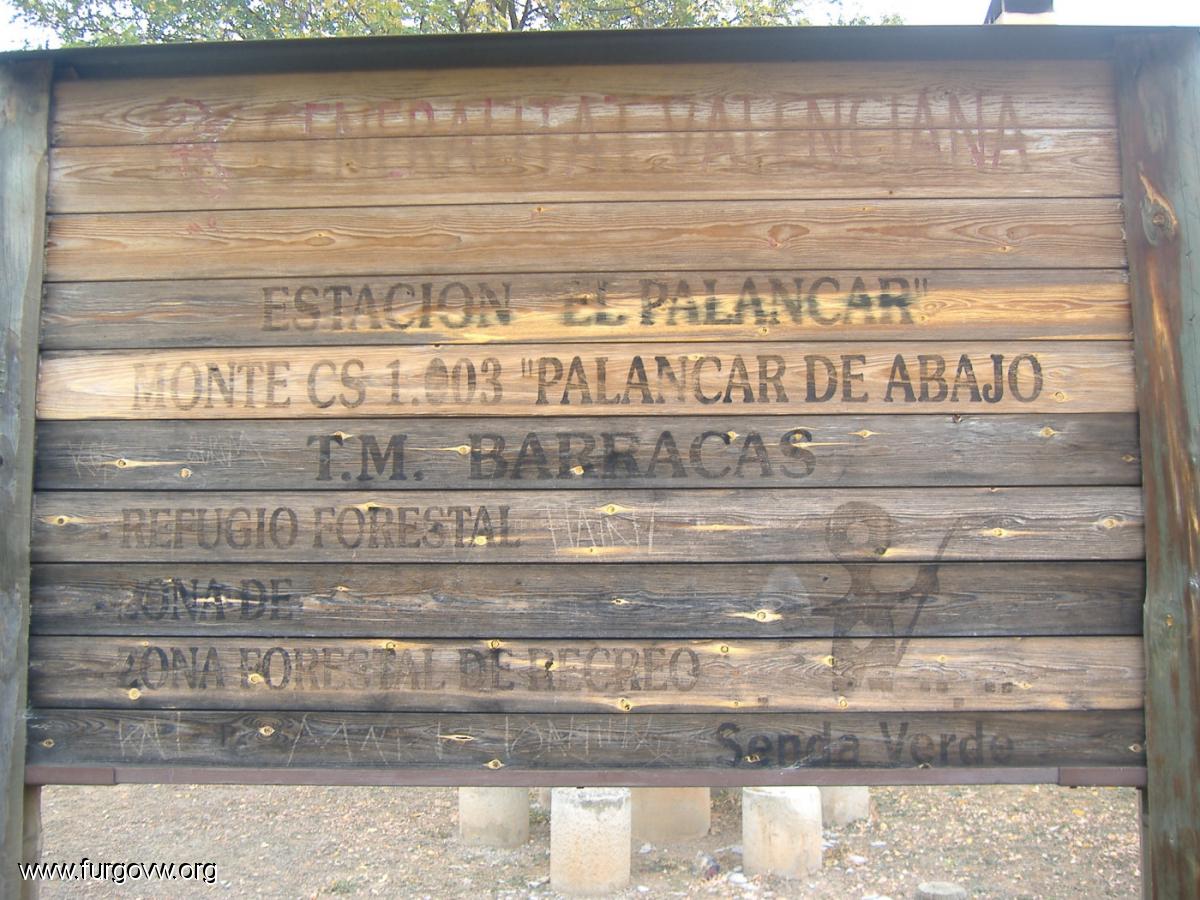 GENERALITAT VALENCIANA
ESTACION "EL PALANCAR"
MONTE CS 1.003 "PALANCAR DE ABAJO
T.M. BARRACAS
REFUGIO FORESTAL
ZONA DE
ZONA FORESTAL DE RECREO
Senda Verde
www.furgovw.org